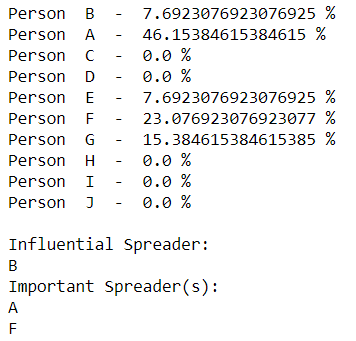 Person  B  -  7.6923076923076925 %
Person  A  -  46.15384615384615 %
Person  C  -  0.0 %
Person  D  -  0.0 %
Person  E  -  7.6923076923076925 %
Person  F  -  23.076923076923077 %
Person  G  -  15.384615384615385 %
Person  H  -  0.0 %
Person  I  -  0.0 %
Person  J  -  0.0 %
Influential Spreader:
B
Important Spreader(s):
A
F